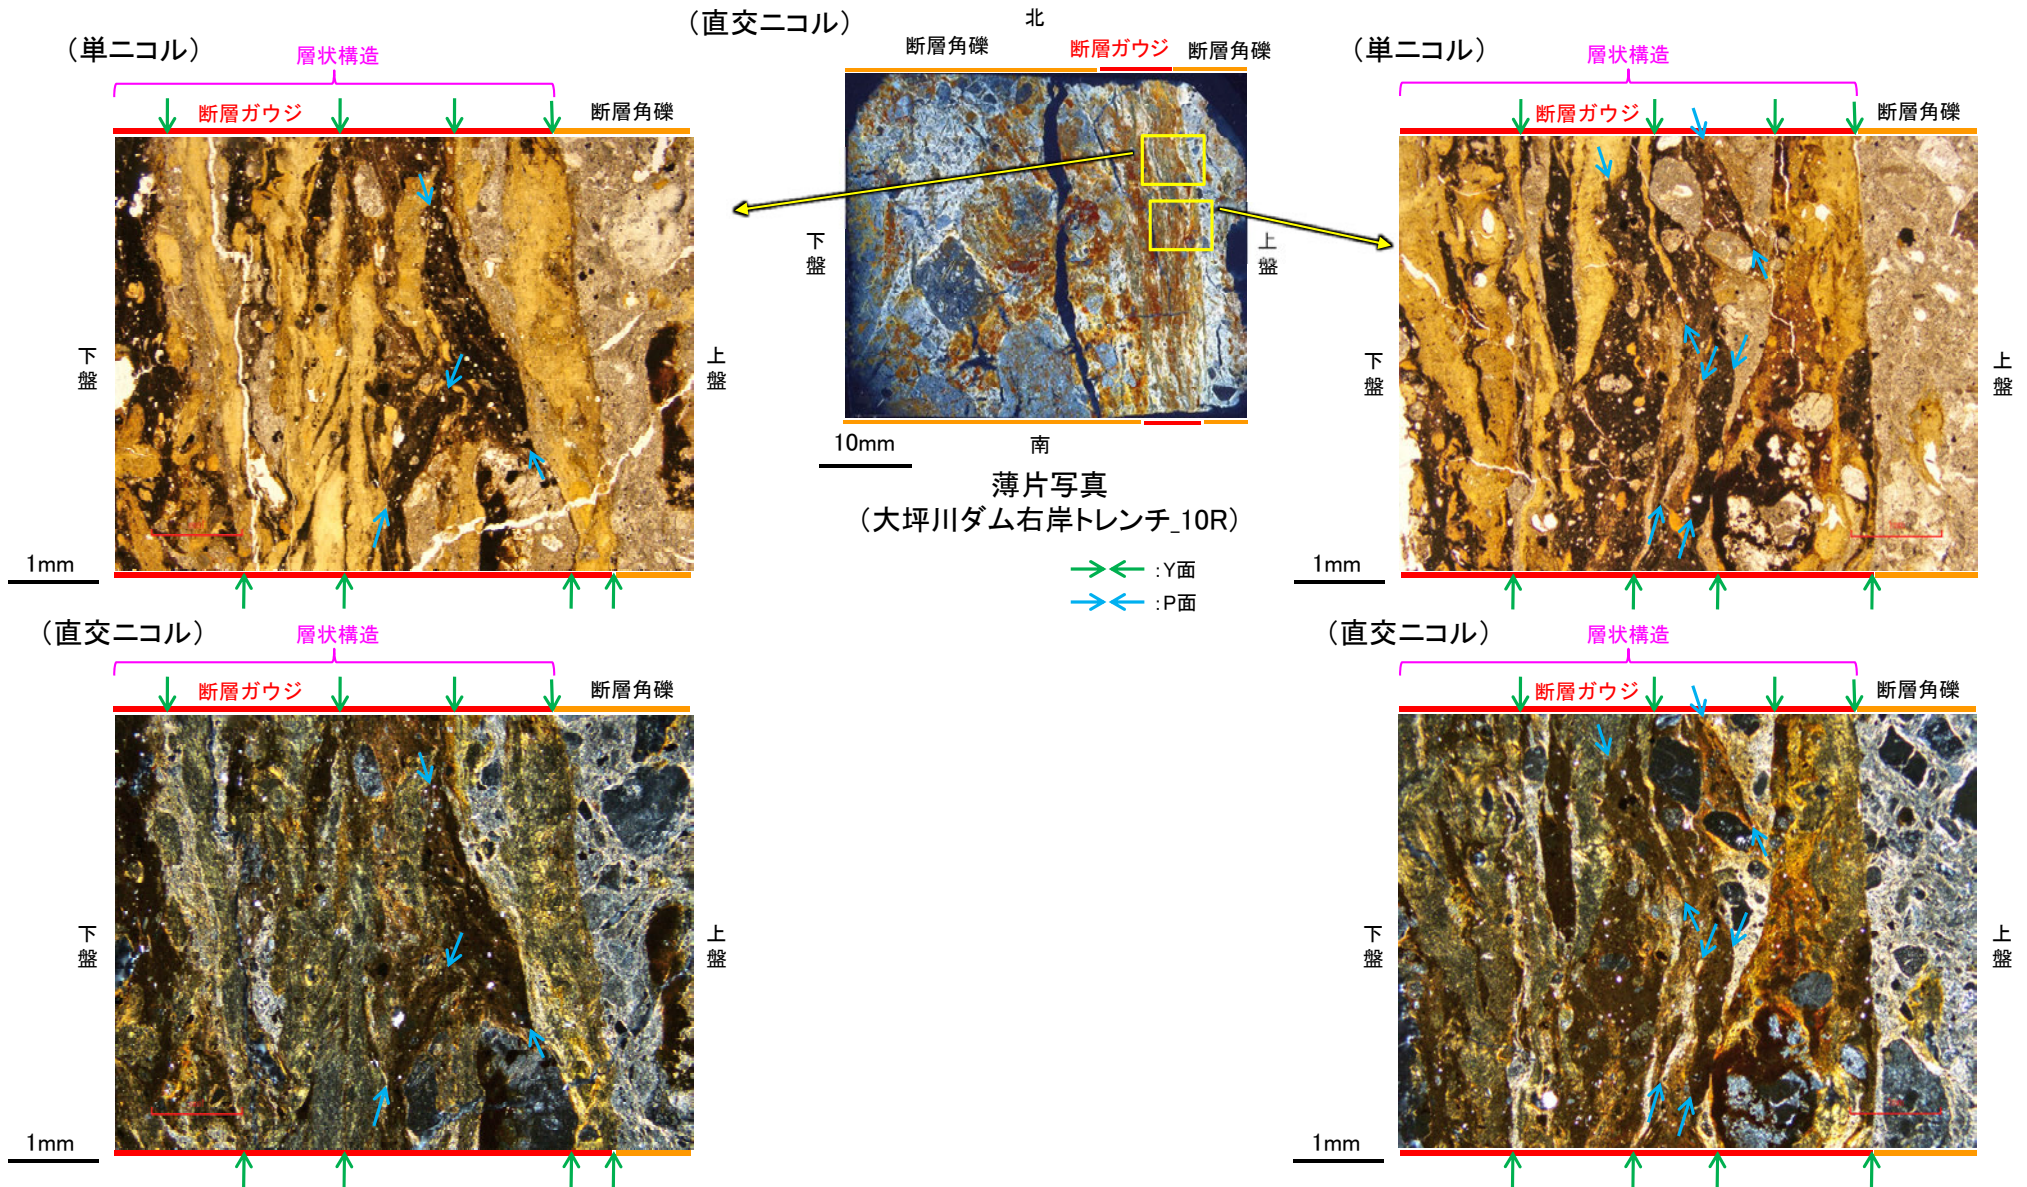 （直交ニコル）
北
断層角礫
断層ガウジ
断層角礫
下盤
上盤
10mm
南
薄片写真
（大坪川ダム右岸トレンチ_10R）
:Y面
:P面
（単ニコル）
層状構造
断層ガウジ
断層角礫
下盤
上盤
1mm
（直交ニコル）
層状構造
断層ガウジ
断層角礫
下盤
上盤
1mm
（単ニコル）
層状構造
断層ガウジ
断層角礫
下盤
上盤
1mm
（直交ニコル）
層状構造
断層ガウジ
断層角礫
下盤
上盤
1mm